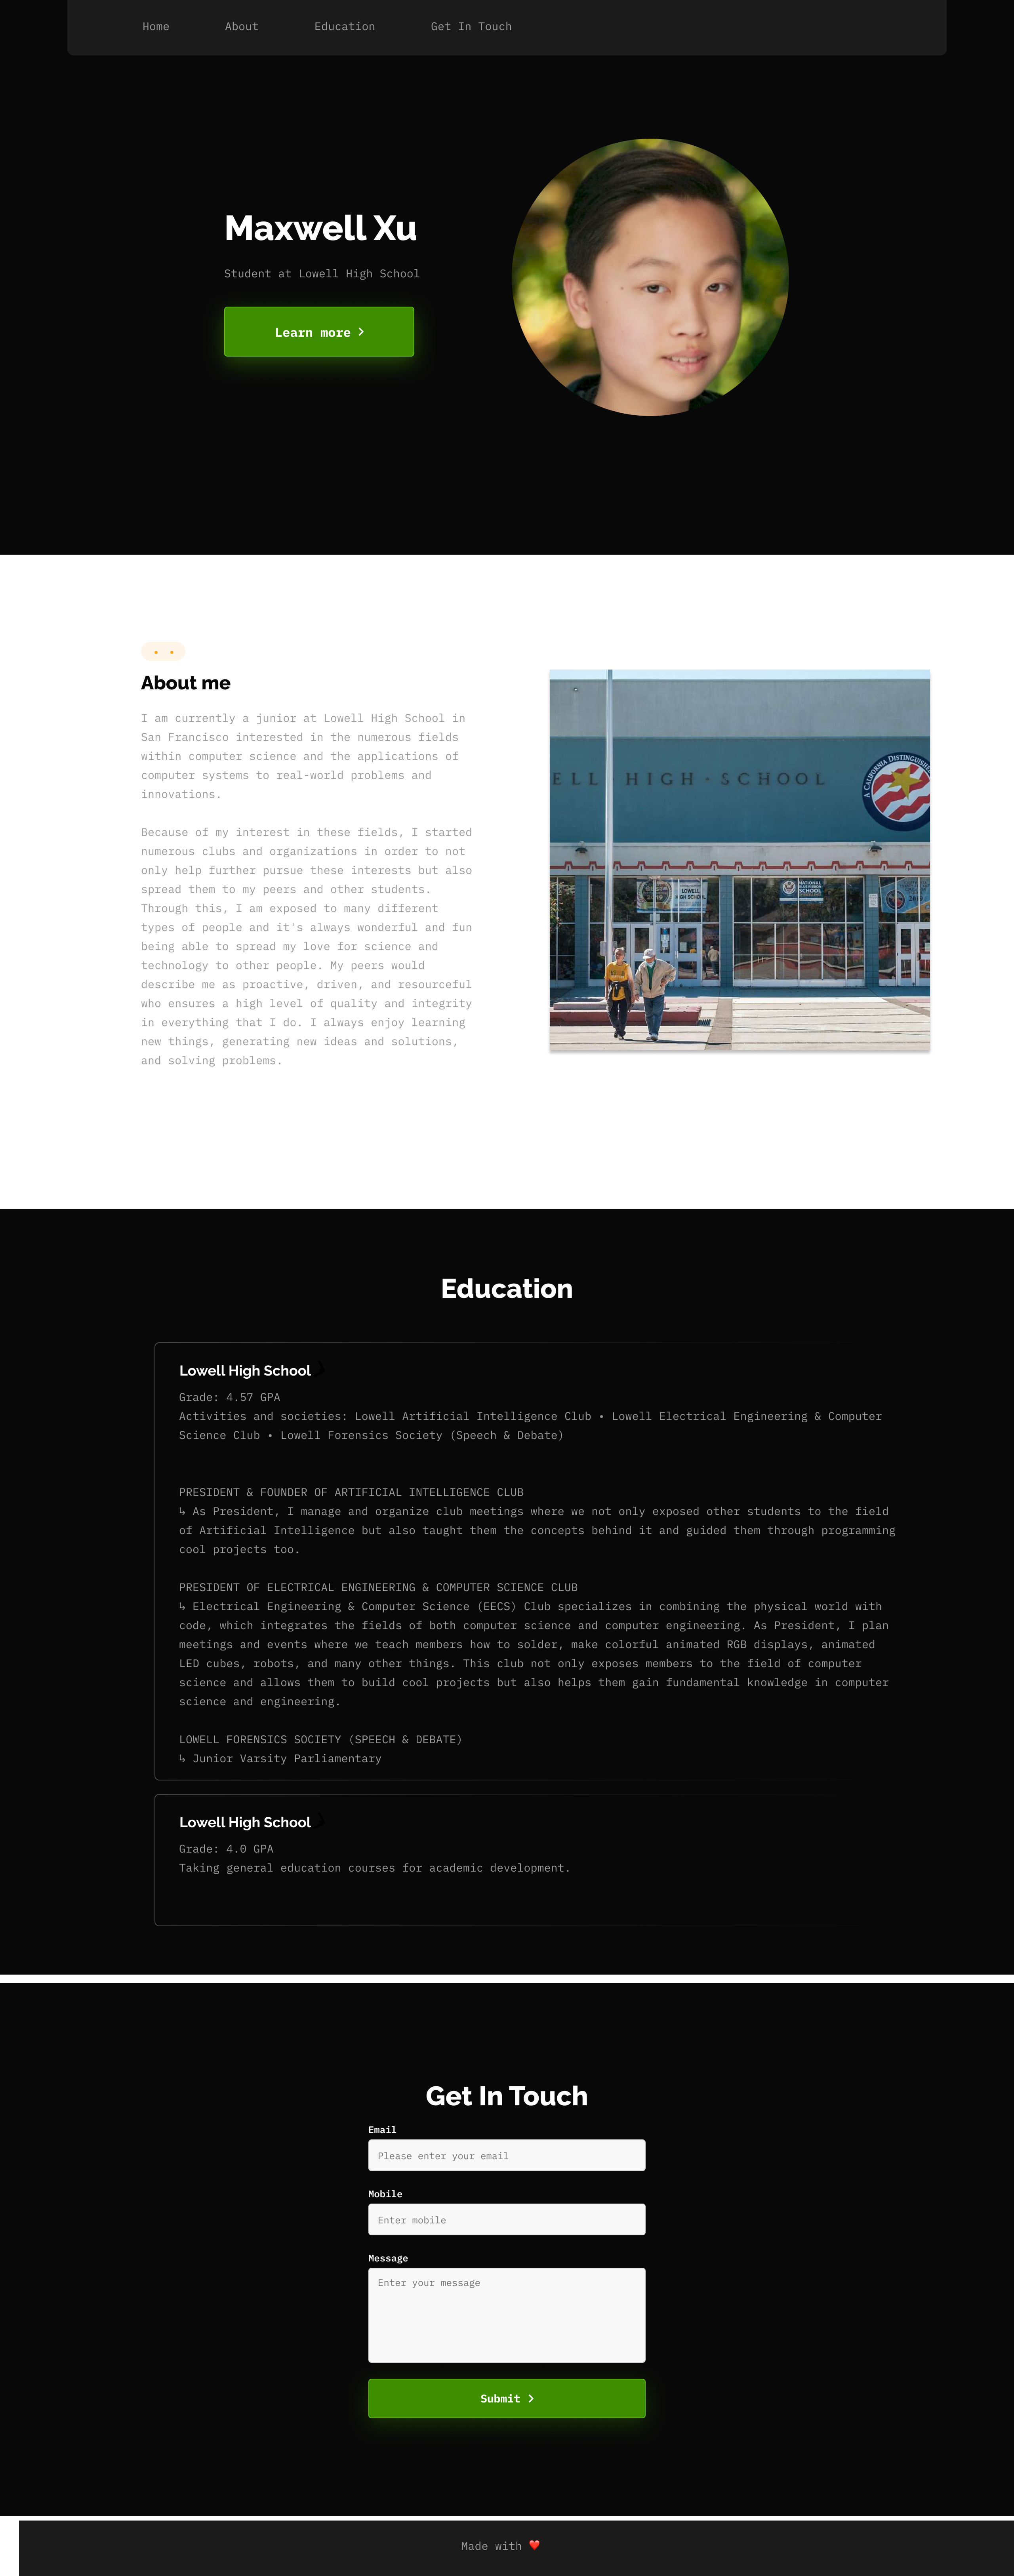 Home About Education Get In Touch
Maxwell Xu
Student at Lowell High School
Learn more
About me
I am currently a junior at Lowell High School in
San Francisco interested in the numerous fields
within computer science and the applications of
computer systems to real-world problems and
innovations.
Because of my interest in these fields, I started
numerous clubs and organizations in order to not
only help further pursue these interests but also
spread them to my peers and other students.
Through this, I am exposed to many different
types of people and it's always wonderful and fun
being able to spread my love for science and
technology to other people. My peers would
describe me as proactive, driven, and resourceful
who ensures a high level of quality and integrity
in everything that I do. I always enjoy learning
new things, generating new ideas and solutions,
and solving problems.
ELL HIGH·SCHOOL
A CALIFORNIA DISTINGUISHE
LOWELL
HIGH SCHOOL
NATIONAL
BLUE RIBBON
SCHOOL
Education
Lowell High School
Grade: 4.57 GPA
Activities and societies: Lowell Artificial Intelligence Club • Lowell Electrical Engineering & Computer
Science Club • Lowell Forensics Society (Speech & Debate)
PRESIDENT & FOUNDER OF ARTIFICIAL INTELLIGENCE CLUB
↳ As President, I manage and organize club meetings where we not only exposed other students to the field
of Artificial Intelligence but also taught them the concepts behind it and guided them through programming
cool projects too.
PRESIDENT OF ELECTRICAL ENGINEERING & COMPUTER SCIENCE CLUB
↳ Electrical Engineering & Computer Science (EECS) Club specializes in combining the physical world with
code, which integrates the fields of both computer science and computer engineering. As President, I plan
meetings and events where we teach members how to solder, make colorful animated RGB displays, animated
LED cubes, robots, and many other things. This club not only exposes members to the field of computer
science and allows them to build cool projects but also helps them gain fundamental knowledge in computer
science and engineering.
LOWELL FORENSICS SOCIETY (SPEECH & DEBATE)
↳ Junior Varsity Parliamentary
Lowell High School
Grade: 4.0 GPA
Taking general education courses for academic development.
Get In Touch
Email
Please enter your email
Mobile
Enter mobile
Message
Enter your message
Submit
Made with ❤️